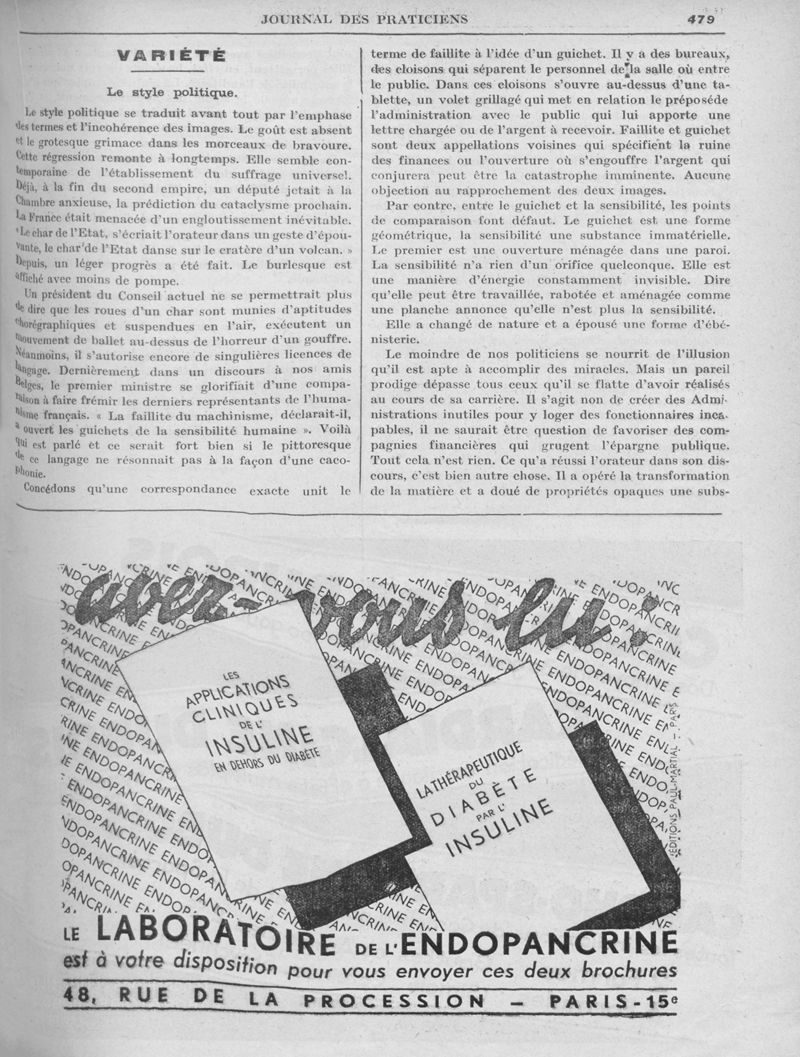 JOURNAL DES PRATICIENS
479
VARIÉTÉ
Le style politique.
Le style politique se traduit avant tout par l'emphase
des termes et l'incohérence des images. Le goût est absent
et le grotesque grimace dans les morceaux de bravoure.
Cette régression remonte à longtemps. Elle semble con-
temporaine de l'établissement du suffrage universel.
Déjà, à la fin du second empire, un député jetait à la
Chambre anxieuse, la prédiction du cataclysme prochain.
La France était menacée d'un engloutissement inévitable.
« Le char de l'Etat, s'écriait l'orateur dans un geste d'épou-
vante, le char de l'Etat danse sur le cratère d'un volcan. »
Depuis, un léger progrès a été fait. Le burlesque est
affiché avec moins de pompe.
Un président du Conseil actuel ne se permettrait plus
de dire que les roues d'un char sont munies d'aptitudes
chorégraphiques et suspendues en l'air, exécutent un
mouvement de ballet au-dessus de l'horreur d'un gouffre.
Néanmoins, il s'autorise encore de singulières licences de
langage. Dernièrement dans un discours à nos amis
Belges, le premier ministre se glorifiait d'une compa-
raison à faire frémir les derniers représentants de l'huma-
nisme français. « La faillite du machinisme, déclarait-il,
a ouvert les guichets de la sensibilité humaine ». Voilà
qui est parlé et ce serait fort bien si le pittoresque
de ce langage ne résonnait pas à la façon d'une caco-
phonie.
Concédons qu'une correspondance exacte unit le
terme de faillite à l'idée d'un guichet. Il y a des bureaux,
des cloisons qui séparent le personnel de la salle où entre
le public. Dans ces cloisons s'ouvre au-dessus d'une ta-
blette, un volet grillagé qui met en relation le préposéde
l'administration avec le public qui lui apporte une
lettre chargée ou de l'argent à recevoir. Faillite et guichet
sont deux appellations voisines qui spécifient la ruine
des finances ou l'ouverture où s'engouffre l'argent qui
conjurera peut être la catastrophe imminente. Aucune
objection au rapprochement des deux images.
Par contre, entre le guichet et la sensibilité, les points
de comparaison font défaut. Le guichet est une forme
géométrique, la sensibilité une substance immatérielle.
Le premier est une ouverture ménagée dans une paroi.
La sensibilité n'a rien d'un orifice quelconque. Elle est
une manière d'énergie constamment invisible. Dire
qu'elle peut être travaillée, rabotée et aménagée comme
une planche annonce qu'elle n'est plus la sensibilité.
Elle a changé de nature et a épousé une forme d'ébé-
nisterie.
Le moindre de nos politiciens se nourrit de l'illusion
qu'il est apte à accomplir des miracles. Mais un pareil
prodige dépasse tous ceux qu'il se flatte d'avoir réalisés
au cours de sa carrière. Il s'agit non de créer des Admi-
nistrations inutiles pour y loger des fonctionnaires inca-
pables, il ne saurait être question de favoriser des com-
pagnies financières qui grugent l'épargne publique.
Tout cela n'est rien. Ce qu'a réussi l'orateur dans son dis-
cours, c'est bien autre chose. Il a opéré la transformation
de la matière et a doué de propriétés opaques une subs-
avez-vous lu :
LES
APPLICATIONS
CLINIQUES
DE L'
INSULINE
EN DEHORS DU DIABÈTE
LA THÉRAPEUTIQUE
DU
DIABÈTE
PAR L'
INSULINE
ENDOPANCRINE ENDOPANCRINE
ÉDITIONS PAUL-MARTIAL - PARIS
LE LABORATOIRE DE L'ENDOPANCRINE
est à votre disposition pour vous envoyer ces deux brochures
48, RUE DE LA PROCESSION — PARIS-15e